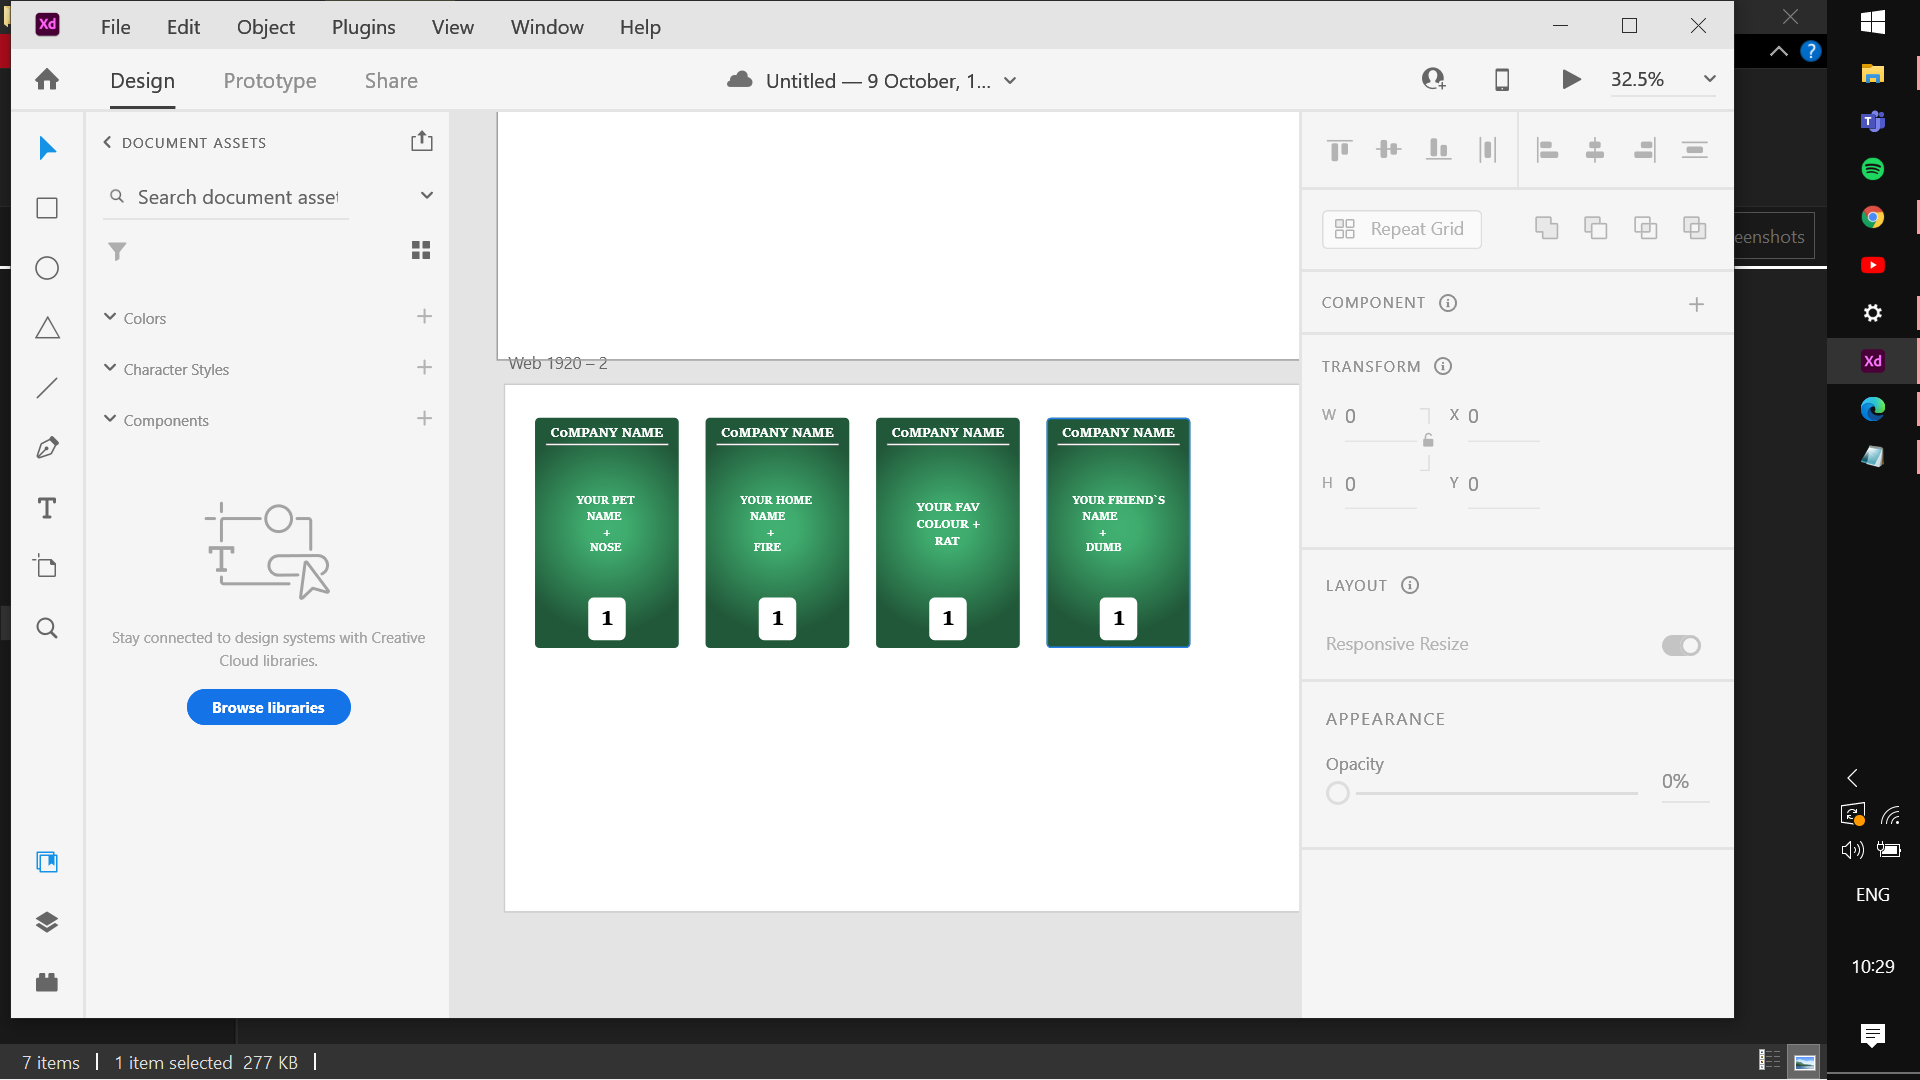 Xd File Edit Object Plugins View Window Help
Design Prototype Share Untitled — 9 October, 1... 32.5%
DOCUMENT ASSETS
Search document asset
Colors
Character Styles
Components
Stay connected to design systems with Creative
Cloud libraries.
Browse libraries
Web 1920 – 2
CoMPANY NAME
YOUR PET
NAME
+
NOSE
1
CoMPANY NAME
YOUR HOME
NAME
+
FIRE
1
CoMPANY NAME
YOUR FAV
COLOUR +
RAT
1
CoMPANY NAME
YOUR FRIEND`S
NAME
+
DUMB
1
Repeat Grid
COMPONENT
TRANSFORM
W 0 X 0
H 0 Y 0
LAYOUT
Responsive Resize
APPEARANCE
Opacity
0%
eenshots
?
Xd
ENG
10:29
7 items 1 item selected 277 KB